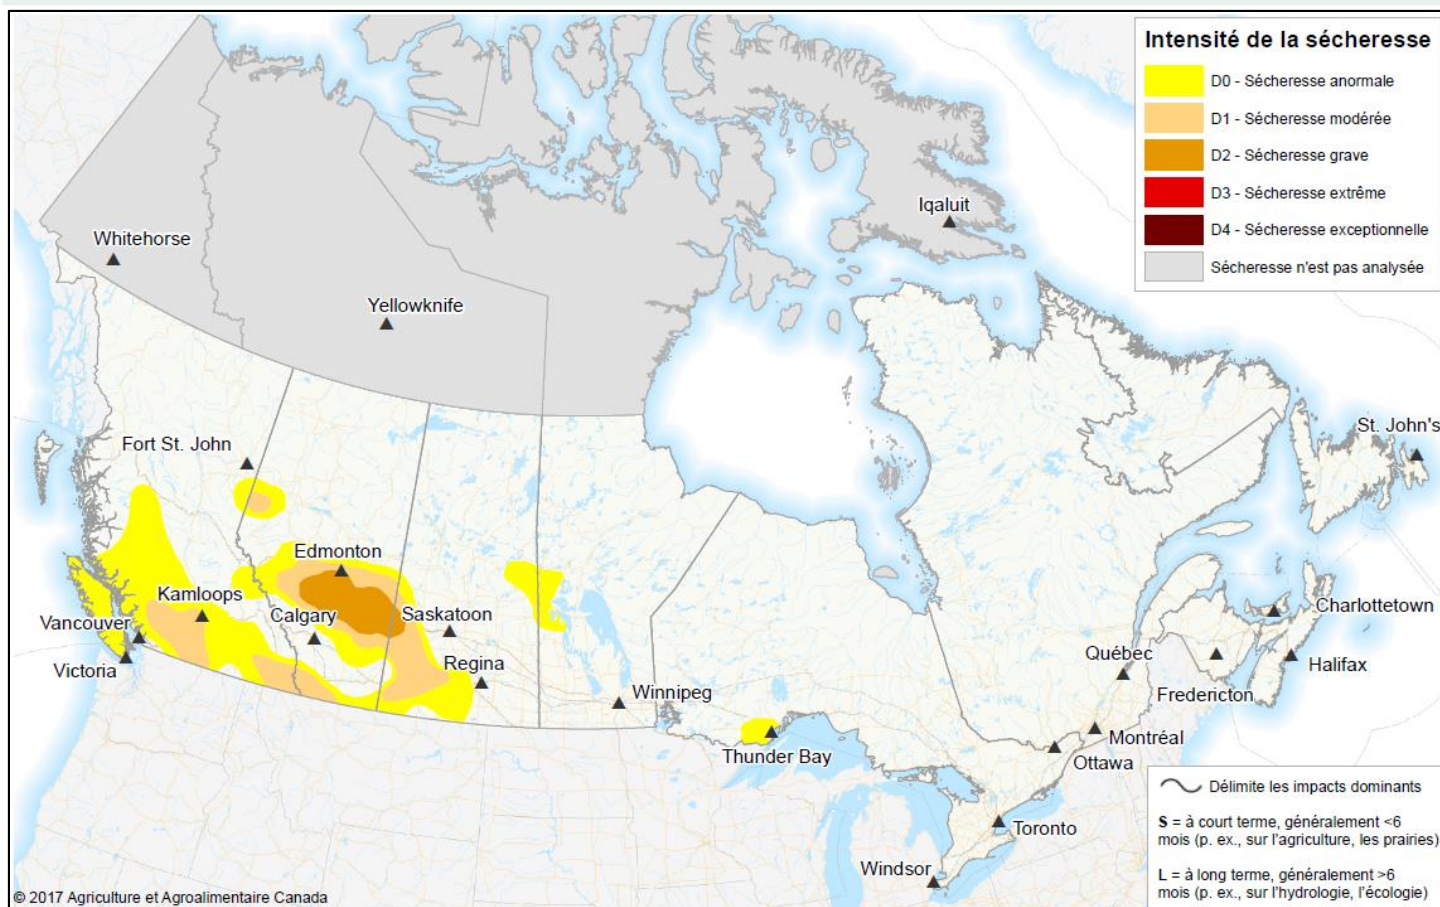 Intensité de la sécheresse
D0 - Sécheresse anormale
D1 - Sécheresse modérée
D2 - Sécheresse grave
D3 - Sécheresse extrême
D4 - Sécheresse exceptionnelle
Sécheresse n'est pas analysée
Iqaluit
Whitehorse
Yellowknife
Fort St. John
St. John's
Edmonton
Kamloops
Calgary
Saskatoon
Vancouver
Charlottetown
Victoria
Regina
Québec
Halifax
Winnipeg
Fredericton
Thunder Bay
Montréal
Ottawa
Toronto
Windsor
Délimite les impacts dominants
S = à court terme, généralement <6
mois (p. ex., sur l'agriculture, les prairies)
L = à long terme, généralement >6
mois (p. ex., sur l'hydrologie, l'écologie)
© 2017 Agriculture et Agroalimentaire Canada